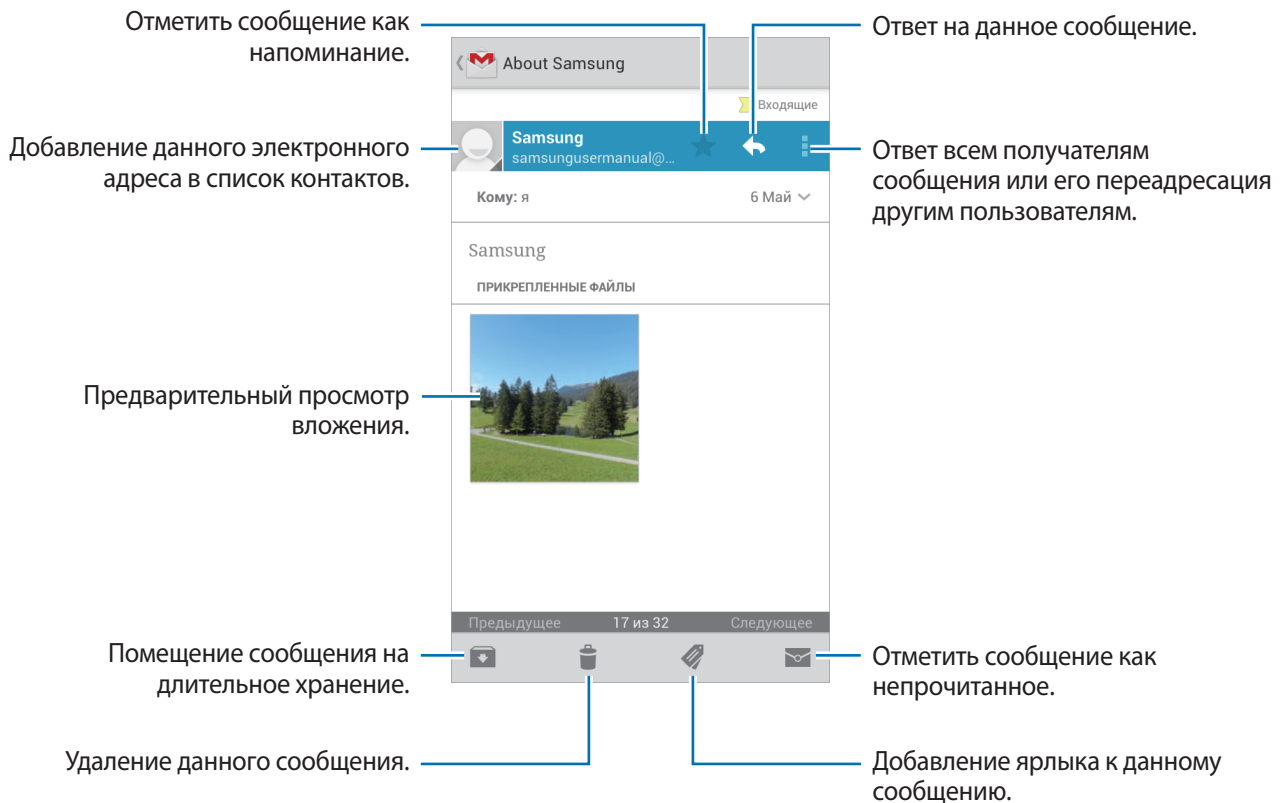 Отметить сообщение как
напоминание.
Ответ на данное сообщение.
About Samsung
Входящие
Добавление данного электронного
адреса в список контактов.
Samsung
samsungusermanual@...
Ответ всем получателям
сообщения или его переадресация
другим пользователям.
Кому: я
6 Май
Samsung
ПРИКРЕПЛЕННЫЕ ФАЙЛЫ
Предварительный просмотр
вложения.
Предыдущее 17 из 32 Следующее
Помещение сообщения на
длительное хранение.
Отметить сообщение как
непрочитанное.
Удаление данного сообщения.
Добавление ярлыка к данному
сообщению.